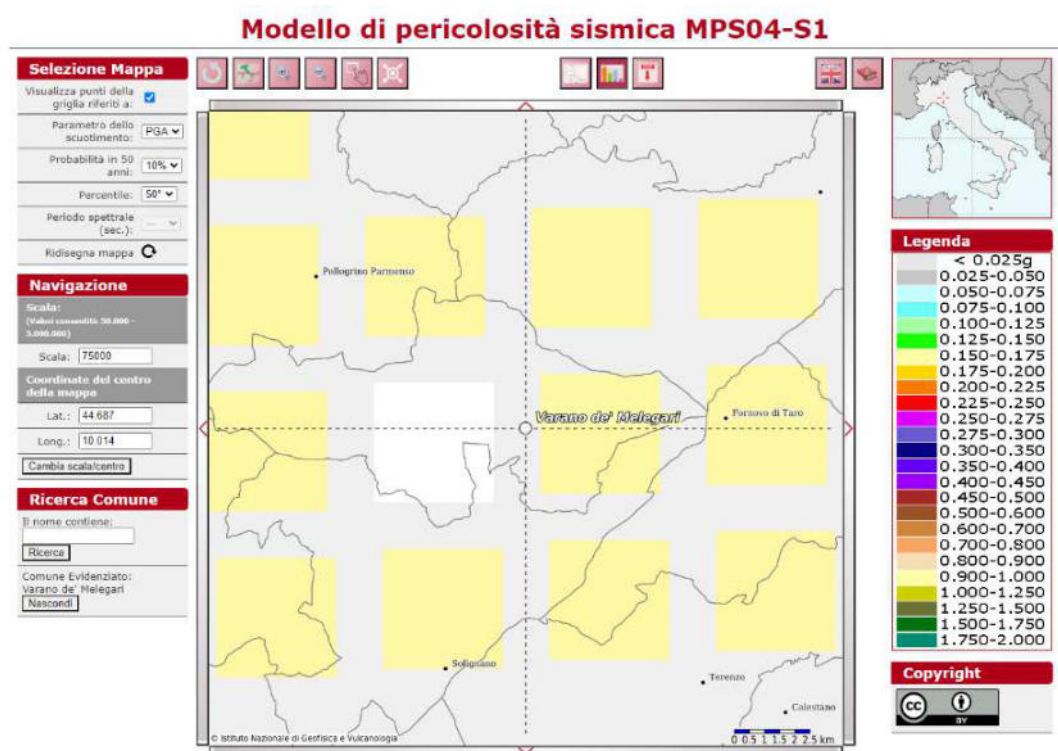 Modello di pericolosità sismica MPS04-S1
Selezione Mappa
Visualizza punti della
griglia riferiti a:
Parametro dello
scuotimento:
PGA
Probabilità in 50
anni:
10%
Percentile:
50°
Periodo spettrale
(sec.):
---
Ridisegna mappa
Navigazione
Scala:
(Valori consentiti 50.000 -
5.000.000)
Scala:
75000
Coordinate del centro
della mappa
Lat.:
44.687
Long.:
10.014
Cambia scala/centro
Ricerca Comune
Il nome contiene:
Ricerca
Comune Evidenziato:
Varano de' Melegari
Nascondi
Pellegrino Parmense
Varano de' Melegari
Fornovo di Taro
Solignano
Terenzo
Calestano
© Istituto Nazionale di Geofisica e Vulcanologia
0 0.5 1 1.5 2 2.5 km
Legenda
< 0.025g
0.025-0.050
0.050-0.075
0.075-0.100
0.100-0.125
0.125-0.150
0.150-0.175
0.175-0.200
0.200-0.225
0.225-0.250
0.250-0.275
0.275-0.300
0.300-0.350
0.350-0.400
0.400-0.450
0.450-0.500
0.500-0.600
0.600-0.700
0.700-0.800
0.800-0.900
0.900-1.000
1.000-1.250
1.250-1.500
1.500-1.750
1.750-2.000
Copyright
cc
BY